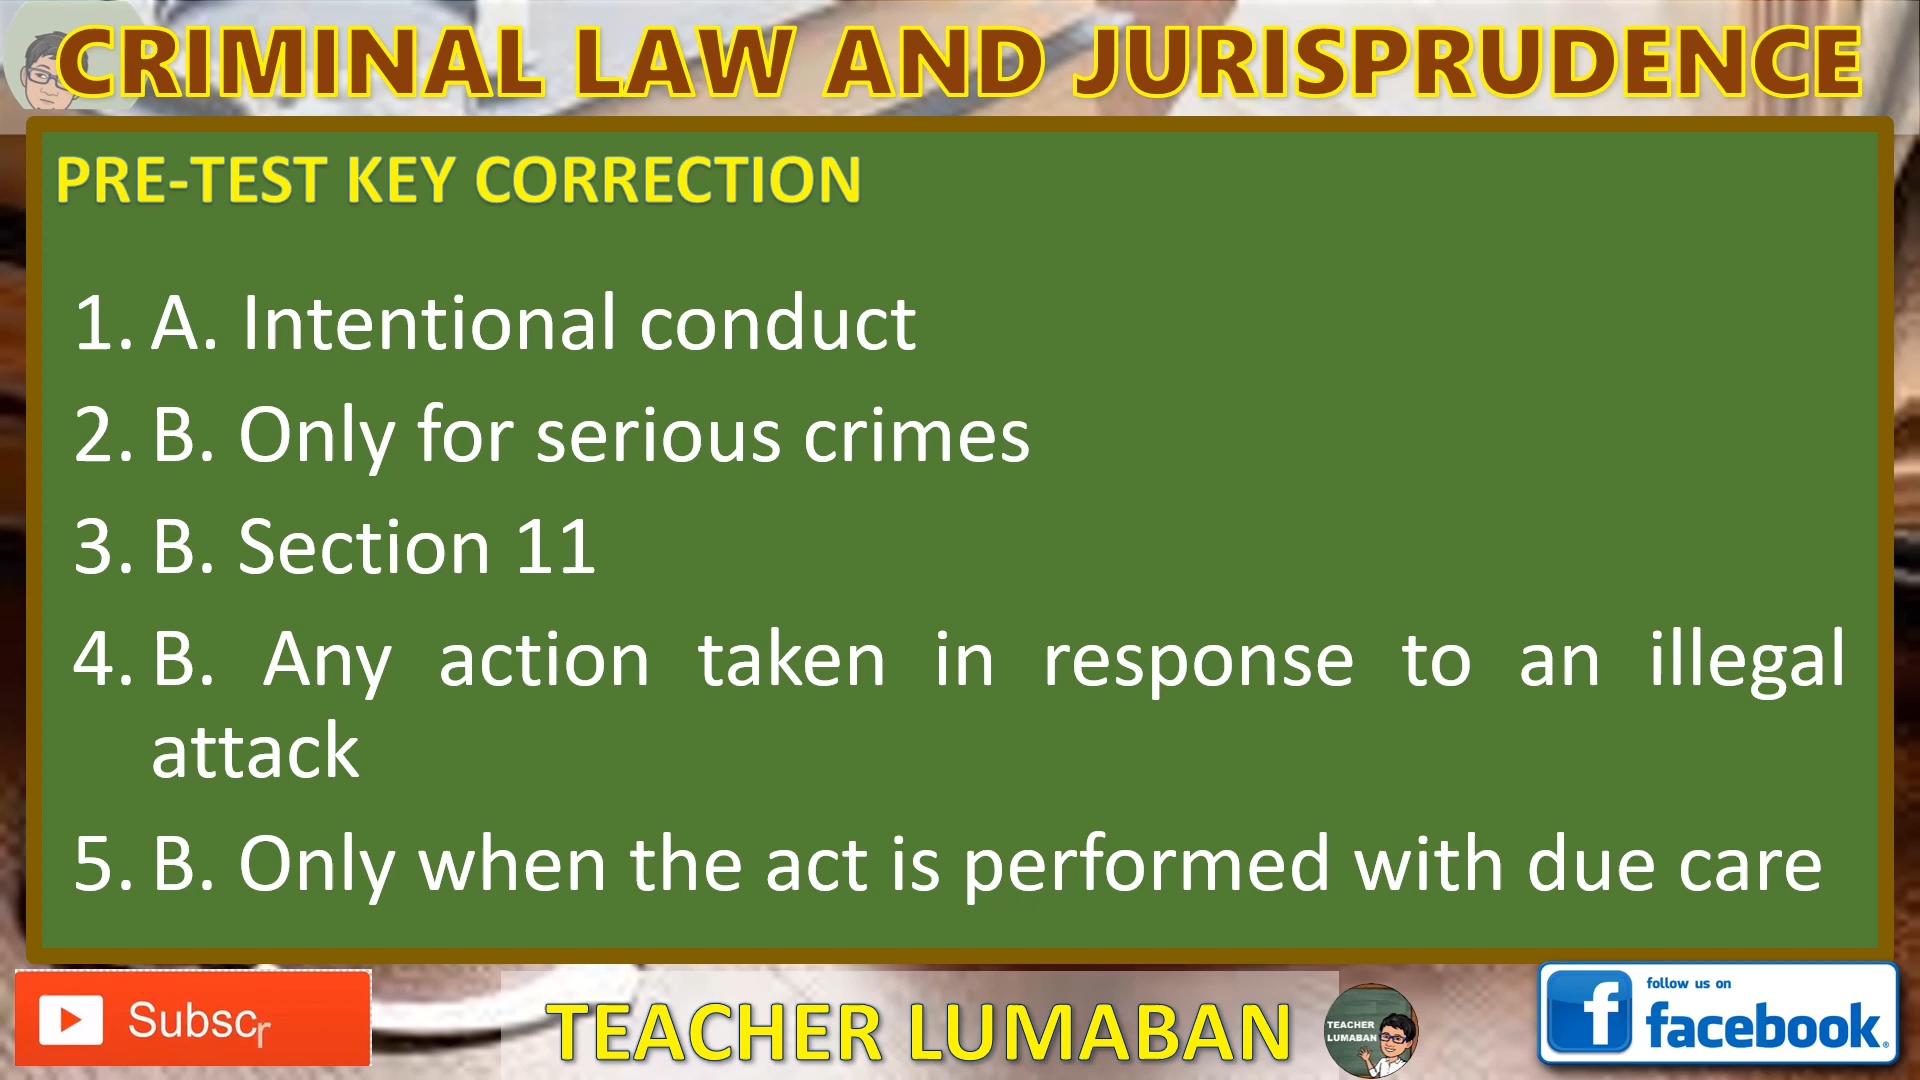 CRIMINAL LAW AND JURISPRUDENCE
PRE-TEST KEY CORRECTION
1. A. Intentional conduct
2. B. Only for serious crimes
3. B. Section 11
4. B. Any action taken in response to an illegal
attack
5. B. Only when the act is performed with due care
Subscr
TEACHER LUMABAN
TEACHER
LUMABAN
follow us on
facebook